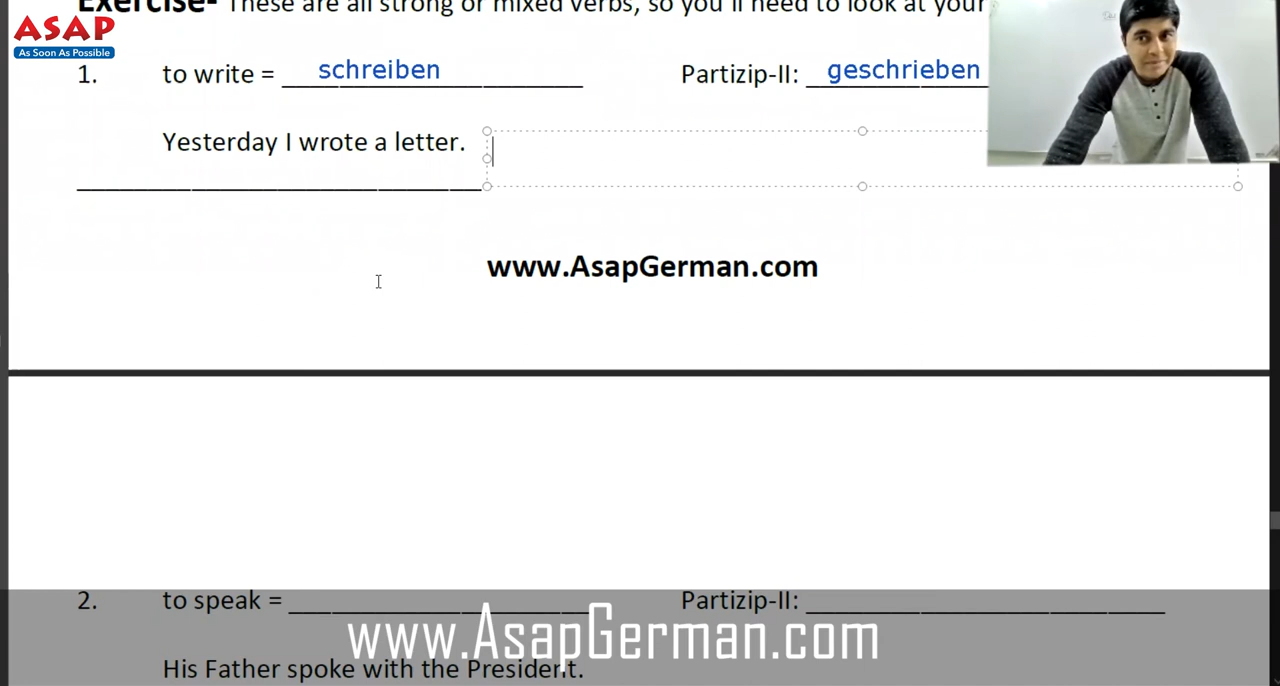 Exercise- These are all strong or mixed verbs, so you'll need to look at your
ASAP
As Soon As Possible
1. to write = schreiben Partizip-II: geschrieben
Yesterday I wrote a letter.
www.AsapGerman.com
2. to speak = Partizip-II:
www.AsapGerman.com
His Father spoke with the President.